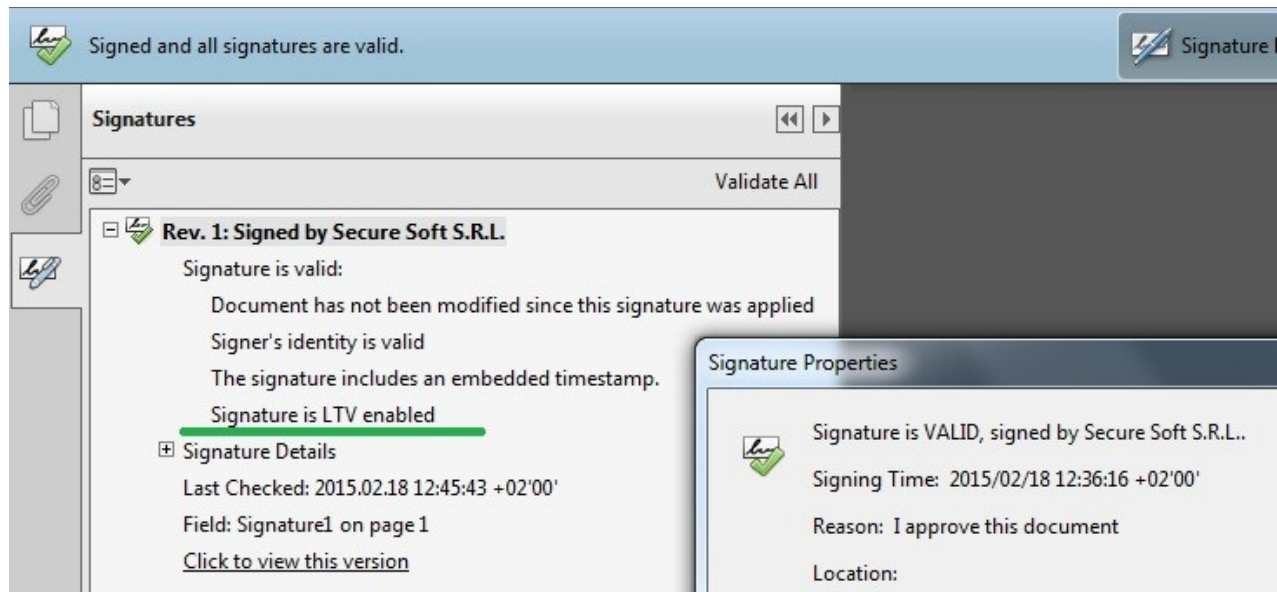 Signed and all signatures are valid.
Signature
Signatures
Validate All
Rev. 1: Signed by Secure Soft S.R.L.
Signature is valid:
Document has not been modified since this signature was applied
Signer's identity is valid
The signature includes an embedded timestamp.
Signature is LTV enabled
Signature Details
Last Checked: 2015.02.18 12:45:43 +02'00'
Field: Signature1 on page 1
Click to view this version
Signature Properties
Signature is VALID, signed by Secure Soft S.R.L..
Signing Time: 2015/02/18 12:36:16 +02'00'
Reason: I approve this document
Location: